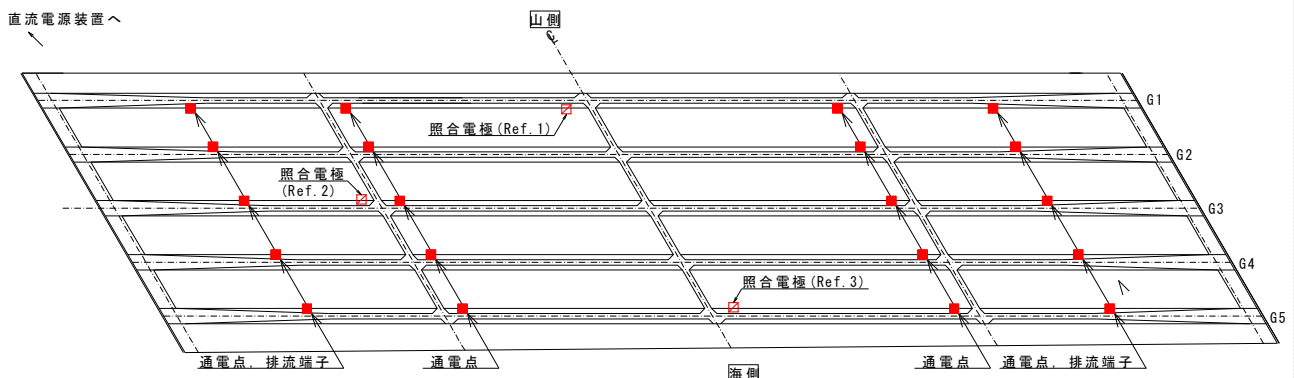 直流電源装置へ
山側
CL
G1
照合電極(Ref.1)
G2
照合電極
(Ref.2)
G3
G4
照合電極(Ref.3)
G5
通電点，排流端子
通電点
通電点
通電点，排流端子
海側